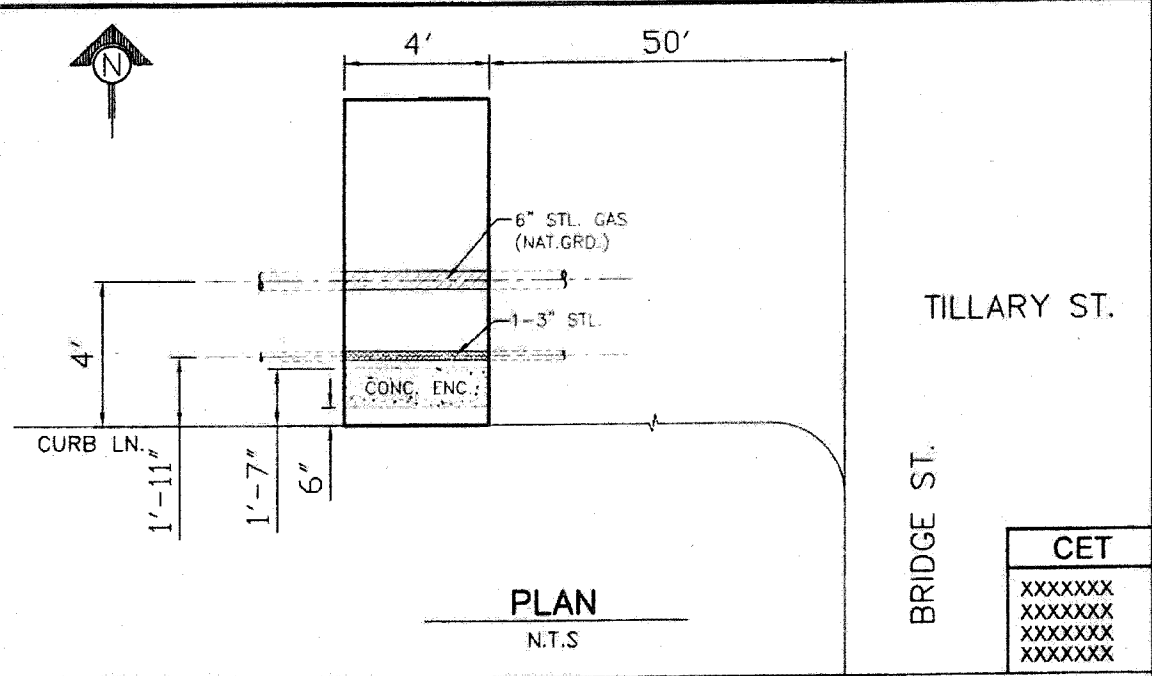 N
4'
50'
6" STL. GAS
(NAT.GRD.)
TILLARY ST.
1-3" STL.
4'
CONC. ENC.
CURB LN.
1'-11"
1'-7"
6"
BRIDGE ST.
CET
XXXXXXX
XXXXXXX
XXXXXXX
XXXXXXX
PLAN
N.T.S